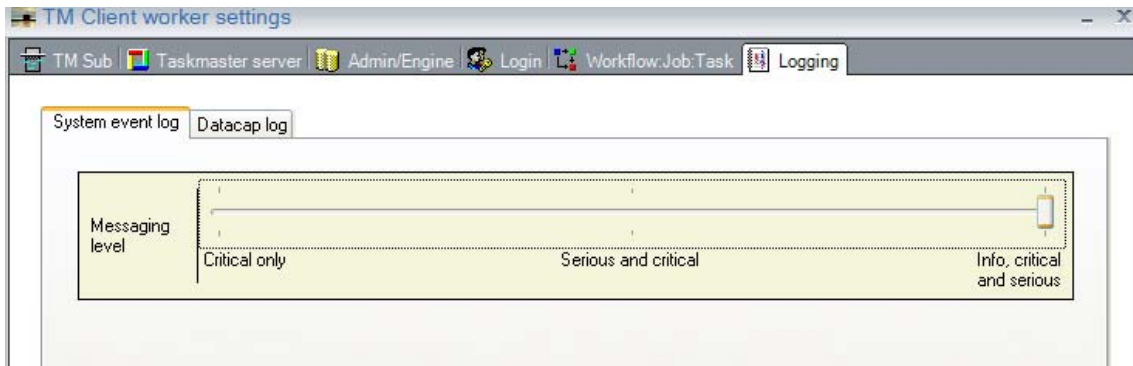 TM Client worker settings
TM Sub Taskmaster server Admin/Engine Login Workflow:Job:Task Logging
System event log Datacap log
Messaging
level
Critical only Serious and critical Info, critical
and serious